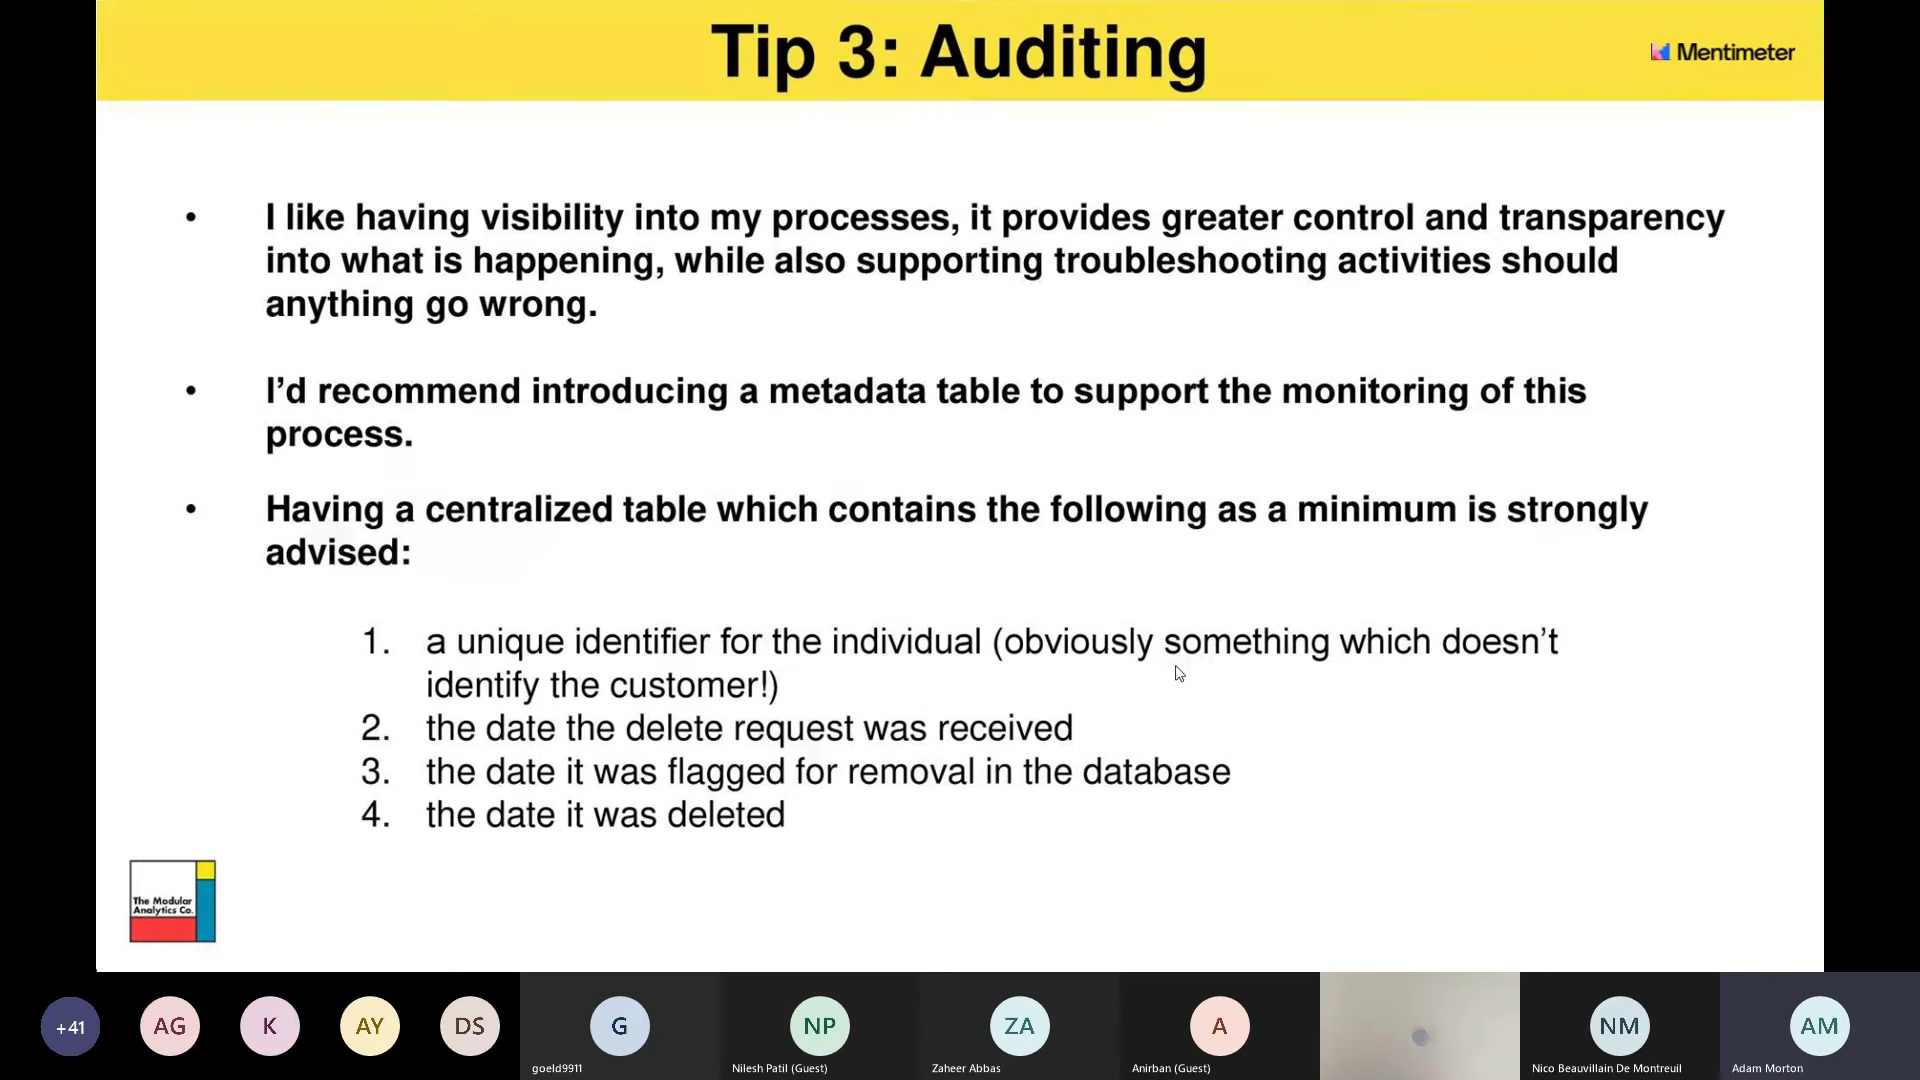 Tip 3: Auditing
Mentimeter
• I like having visibility into my processes, it provides greater control and transparency
into what is happening, while also supporting troubleshooting activities should
anything go wrong.
• I’d recommend introducing a metadata table to support the monitoring of this
process.
• Having a centralized table which contains the following as a minimum is strongly
advised:
1. a unique identifier for the individual (obviously something which doesn’t
identify the customer!)
2. the date the delete request was received
3. the date it was flagged for removal in the database
4. the date it was deleted
The Modular
Analytics Co.
+41
AG
K
AY
DS
G
goeld9911
NP
Nilesh Patil (Guest)
ZA
Zaheer Abbas
A
Anirban (Guest)
NM
Nico Beauvillain De Montreuil
AM
Adam Morton